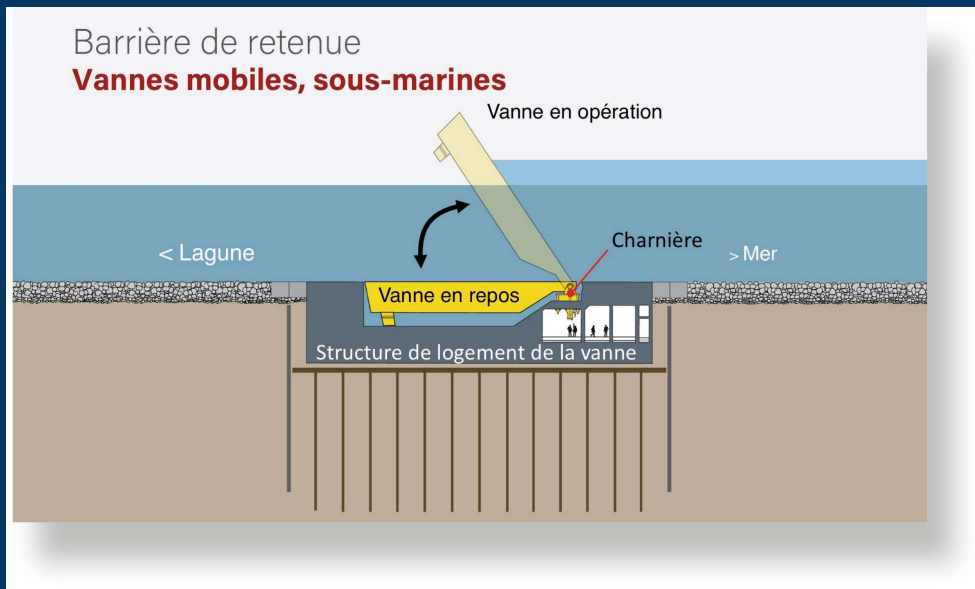 Barrière de retenue
Vannes mobiles, sous-marines
Vanne en opération
Charnière
< Lagune
> Mer
Vanne en repos
Structure de logement de la vanne